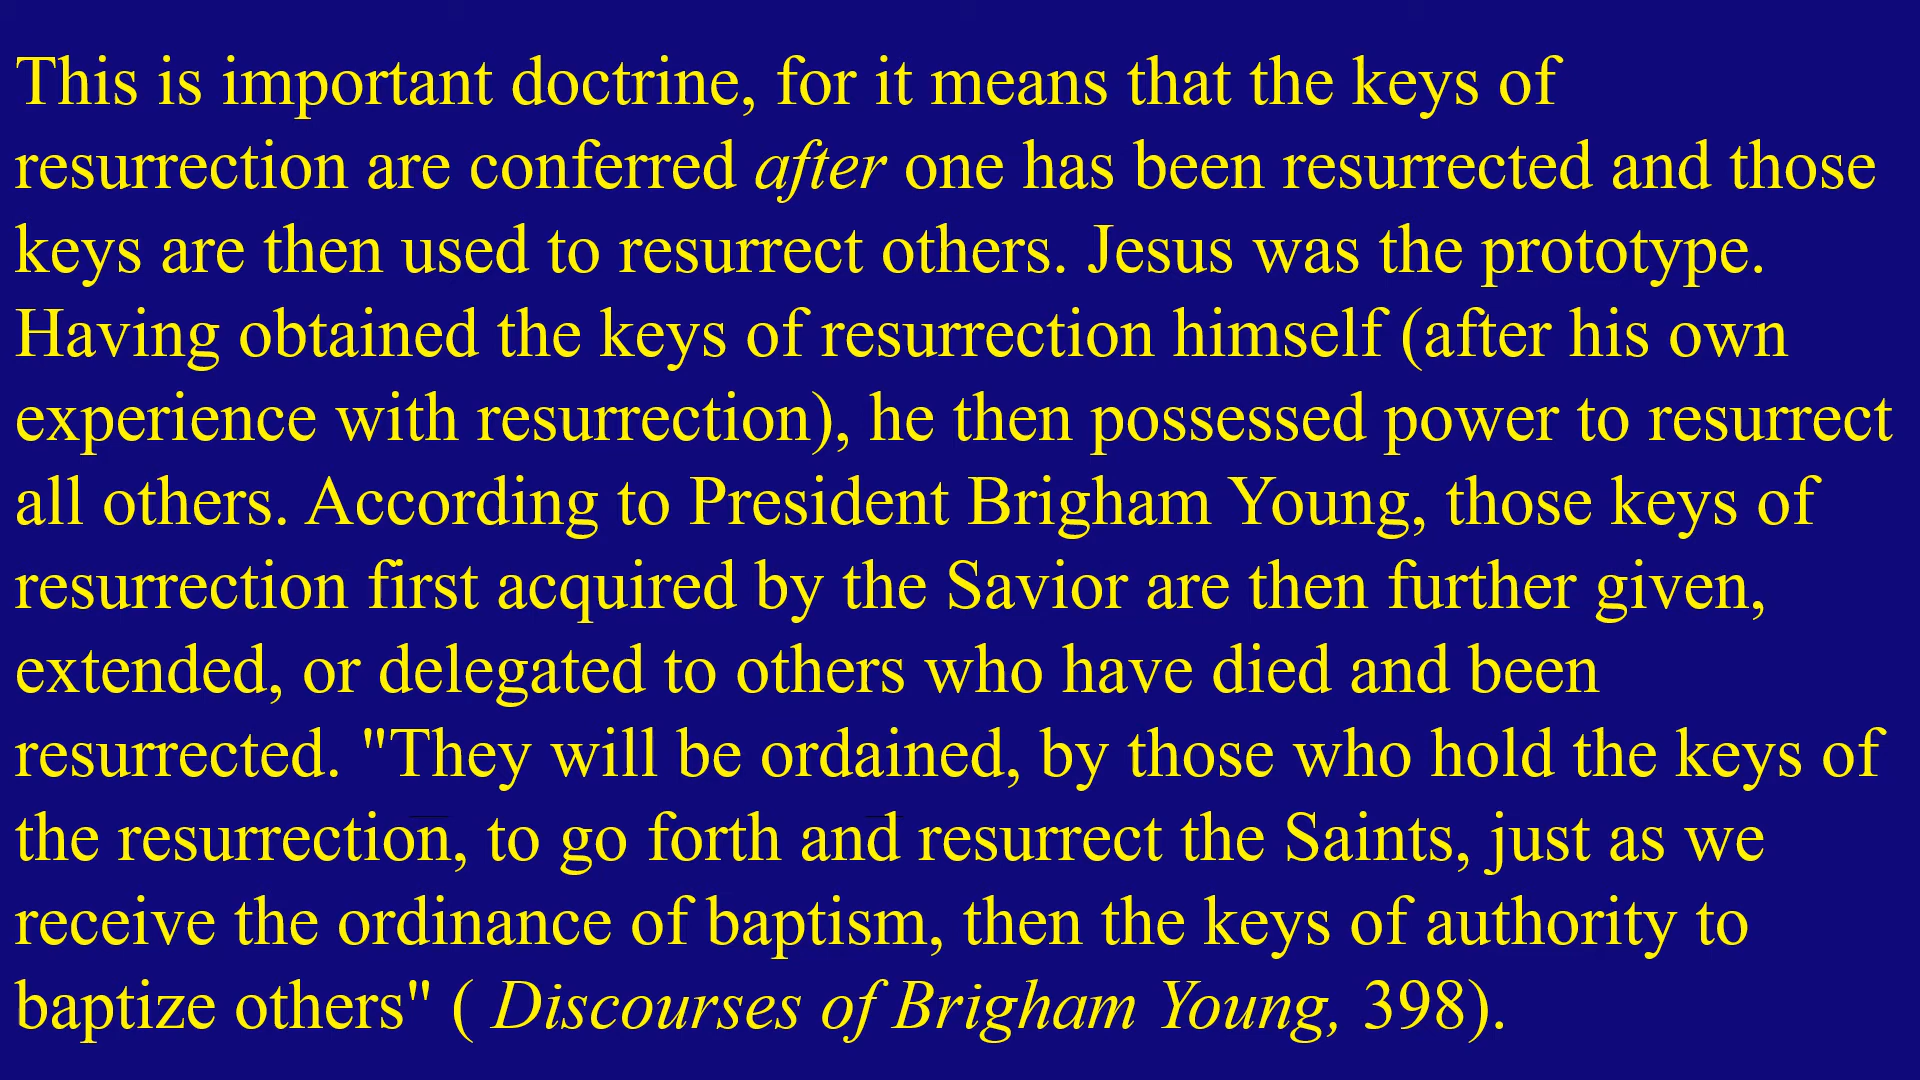 This is important doctrine, for it means that the keys of
resurrection are conferred after one has been resurrected and those
keys are then used to resurrect others. Jesus was the prototype.
Having obtained the keys of resurrection himself (after his own
experience with resurrection), he then possessed power to resurrect
all others. According to President Brigham Young, those keys of
resurrection first acquired by the Savior are then further given,
extended, or delegated to others who have died and been
resurrected. "They will be ordained, by those who hold the keys of
the resurrection, to go forth and resurrect the Saints, just as we
receive the ordinance of baptism, then the keys of authority to
baptize others" ( Discourses of Brigham Young, 398).